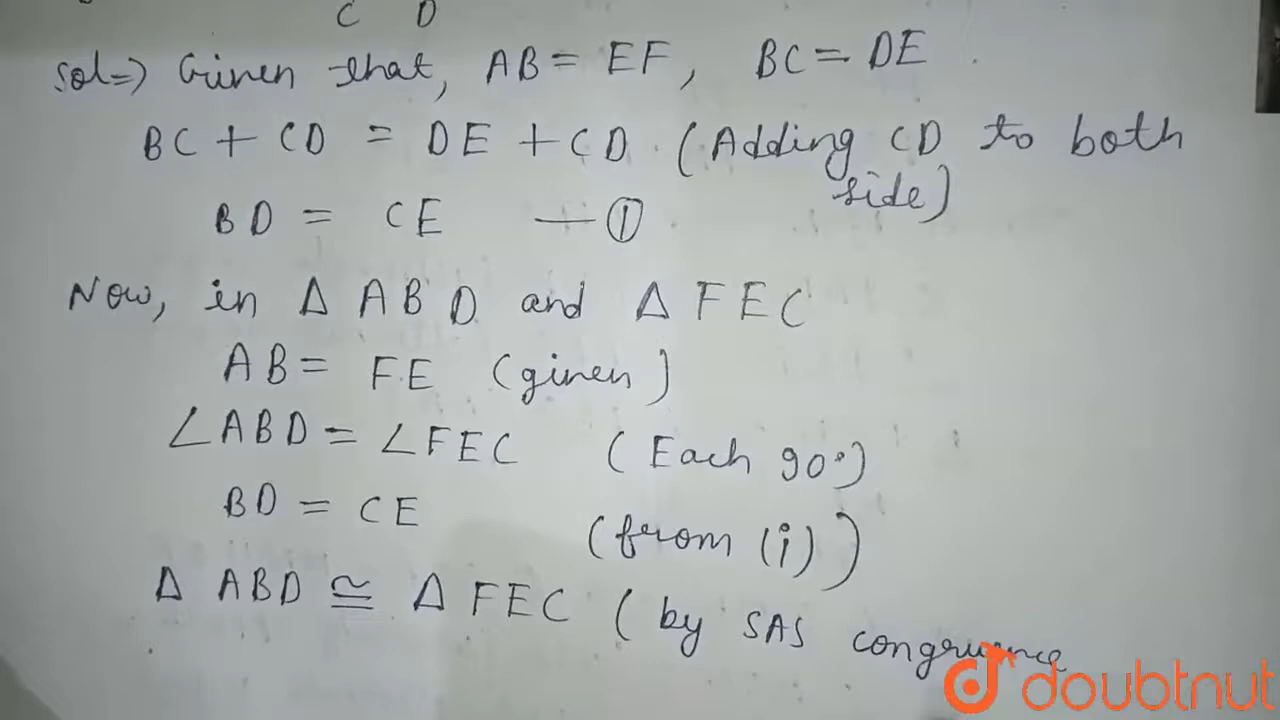 C D
Sol=) Given that, AB = EF, BC = DE .
BC + CD = DE + CD (Adding CD to both
side)
BD = CE —①
Now, in Δ ABD and Δ FEC
AB = FE (given)
∠ABD = ∠FEC (Each 90°)
BD = CE (from (i))
Δ ABD ≅ Δ FEC (by SAS congruence
doubtnut